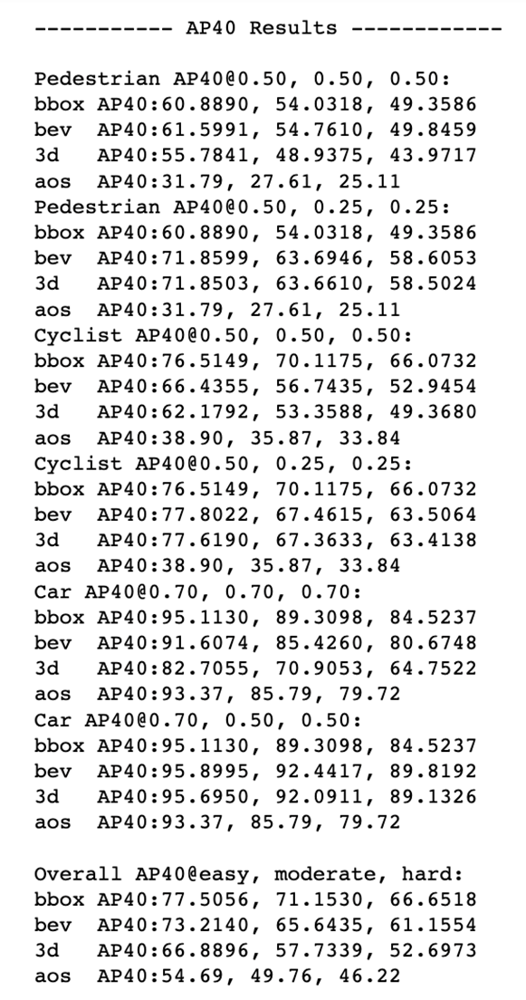 ----------- AP40 Results ------------
Pedestrian AP40@0.50, 0.50, 0.50:
bbox AP40:60.8890, 54.0318, 49.3586
bev  AP40:61.5991, 54.7610, 49.8459
3d   AP40:55.7841, 48.9375, 43.9717
aos  AP40:31.79, 27.61, 25.11
Pedestrian AP40@0.50, 0.25, 0.25:
bbox AP40:60.8890, 54.0318, 49.3586
bev  AP40:71.8599, 63.6946, 58.6053
3d   AP40:71.8503, 63.6610, 58.5024
aos  AP40:31.79, 27.61, 25.11
Cyclist AP40@0.50, 0.50, 0.50:
bbox AP40:76.5149, 70.1175, 66.0732
bev  AP40:66.4355, 56.7435, 52.9454
3d   AP40:62.1792, 53.3588, 49.3680
aos  AP40:38.90, 35.87, 33.84
Cyclist AP40@0.50, 0.25, 0.25:
bbox AP40:76.5149, 70.1175, 66.0732
bev  AP40:77.8022, 67.4615, 63.5064
3d   AP40:77.6190, 67.3633, 63.4138
aos  AP40:38.90, 35.87, 33.84
Car AP40@0.70, 0.70, 0.70:
bbox AP40:95.1130, 89.3098, 84.5237
bev  AP40:91.6074, 85.4260, 80.6748
3d   AP40:82.7055, 70.9053, 64.7522
aos  AP40:93.37, 85.79, 79.72
Car AP40@0.70, 0.50, 0.50:
bbox AP40:95.1130, 89.3098, 84.5237
bev  AP40:95.8995, 92.4417, 89.8192
3d   AP40:95.6950, 92.0911, 89.1326
aos  AP40:93.37, 85.79, 79.72
Overall AP40@easy, moderate, hard:
bbox AP40:77.5056, 71.1530, 66.6518
bev  AP40:73.2140, 65.6435, 61.1554
3d   AP40:66.8896, 57.7339, 52.6973
aos  AP40:54.69, 49.76, 46.22